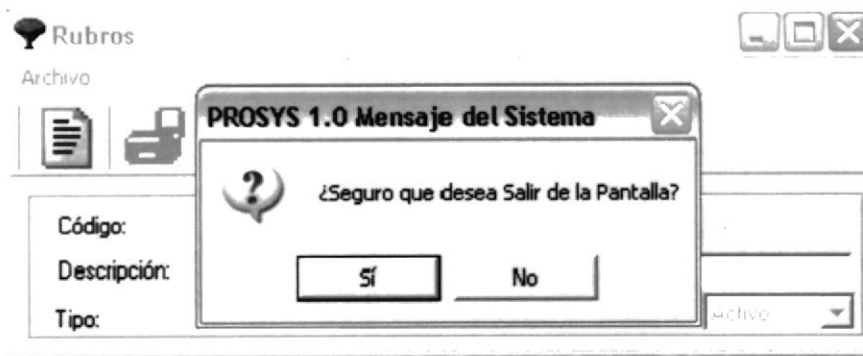 Rubros
Archivo
PROSYS 1.0 Mensaje del Sistema
¿Seguro que desea Salir de la Pantalla?
Código:
Descripción:
Sí No
Tipo:
Activo